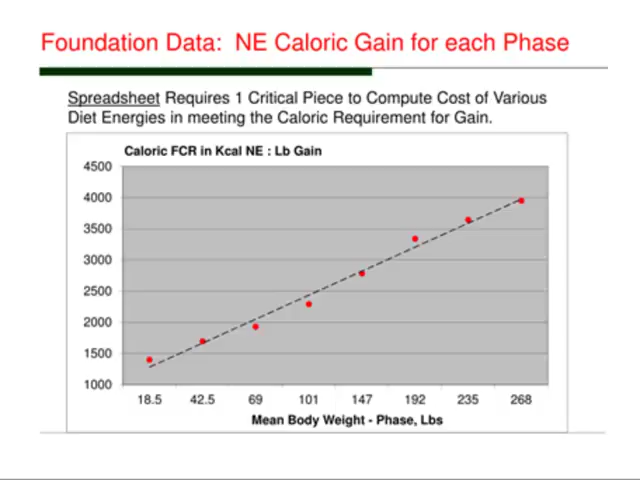 Foundation Data:  NE Caloric Gain for each Phase
Spreadsheet Requires 1 Critical Piece to Compute Cost of Various
Diet Energies in meeting the Caloric Requirement for Gain.
Caloric FCR in Kcal NE : Lb Gain
4500
4000
3500
3000
2500
2000
1500
1000
18.5 42.5 69 101 147 192 235 268
Mean Body Weight - Phase, Lbs